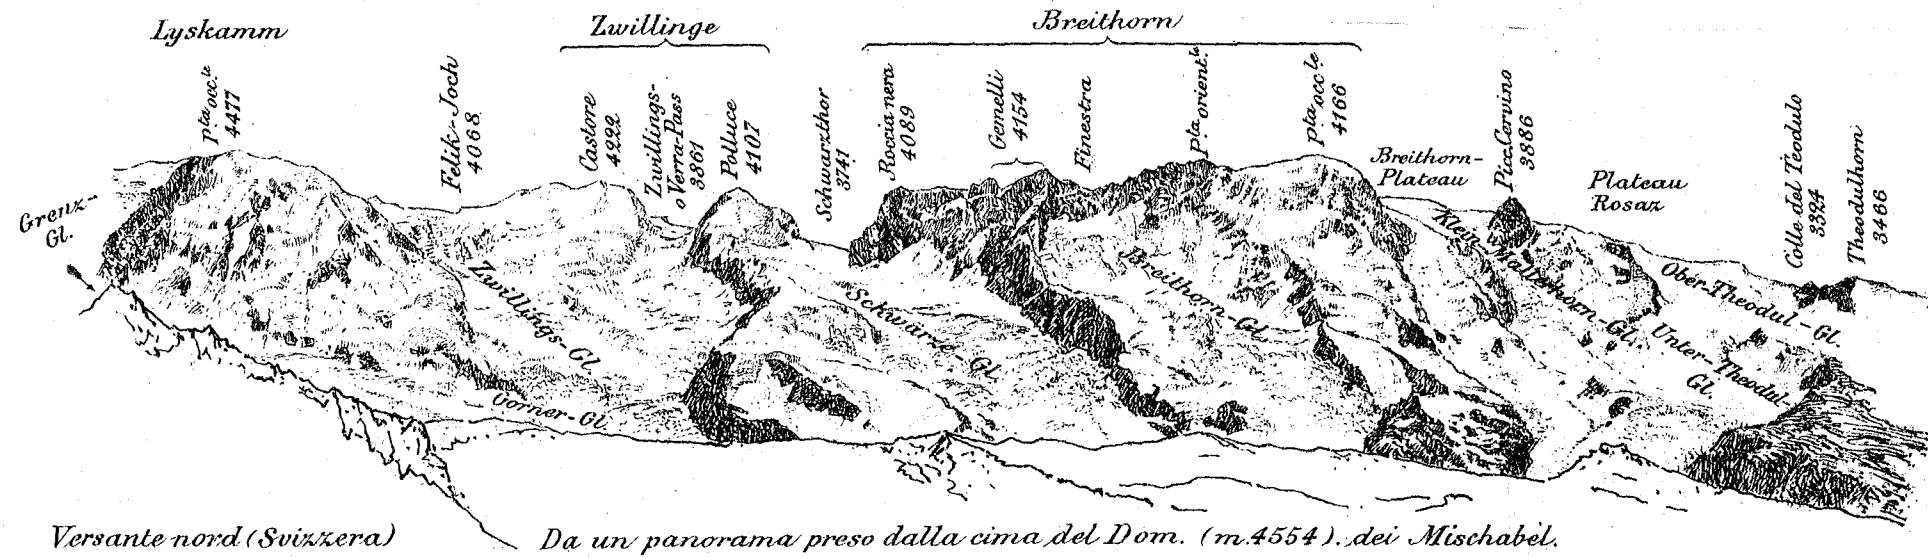 Lyskamm
Zwillinge
Breithorn
Grenz-
Gl.
Pta occ.le
4477
Felik-Joch
4068
Castore
4222
Zwillings-
o Verra-Pass
3861
Polluce
4107
Schwarzthor
3741
Roccia nera
4089
Gemelli
4154
Finestra
Pta orient.le
Pta occ.le
4166
Breithorn-
Plateau
Picc. Cervino
3886
Plateau
Rosaz
Colle del Teodulo
3324
Theodulhorn
3466
Zwillings-Gl
Gorner-Gl
Schwärze-Gl.
Breithorn-Gl.
Klein-Matterhorn-Gl.
Ober-Theodul-Gl.
Unter-Theodul-
Gl.
Versante nord (Svizzera)
Da un panorama preso dalla cima del Dom. (m.4554). dei Mischabel.